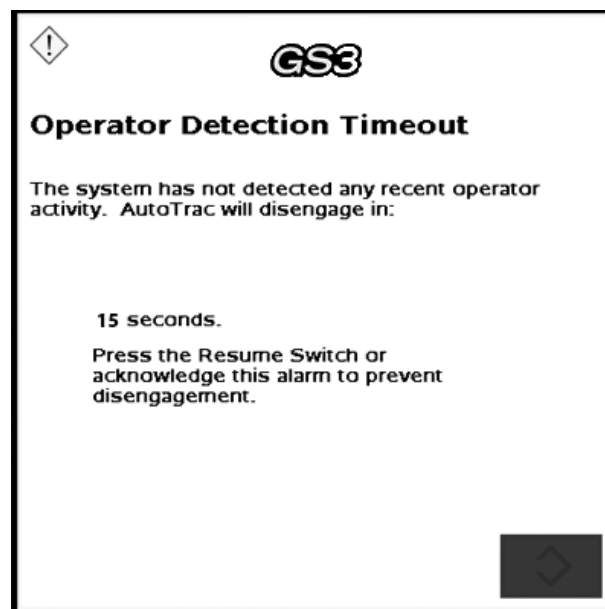 !
GS3
Operator Detection Timeout
The system has not detected any recent operator
activity. AutoTrac will disengage in:
15 seconds.
Press the Resume Switch or
acknowledge this alarm to prevent
disengagement.